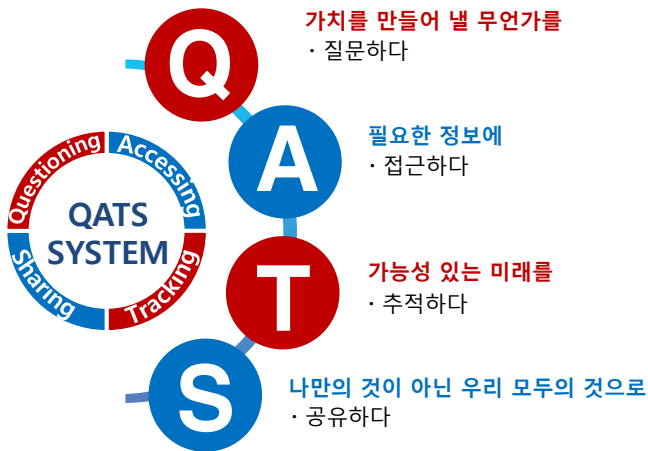 Q
가치를 만들어 낼 무언가를
· 질문하다
A
필요한 정보에
· 접근하다
Questioning
Accessing
QATS
SYSTEM
Sharing
Tracking
T
가능성 있는 미래를
· 추적하다
S
나만의 것이 아닌 우리 모두의 것으로
· 공유하다